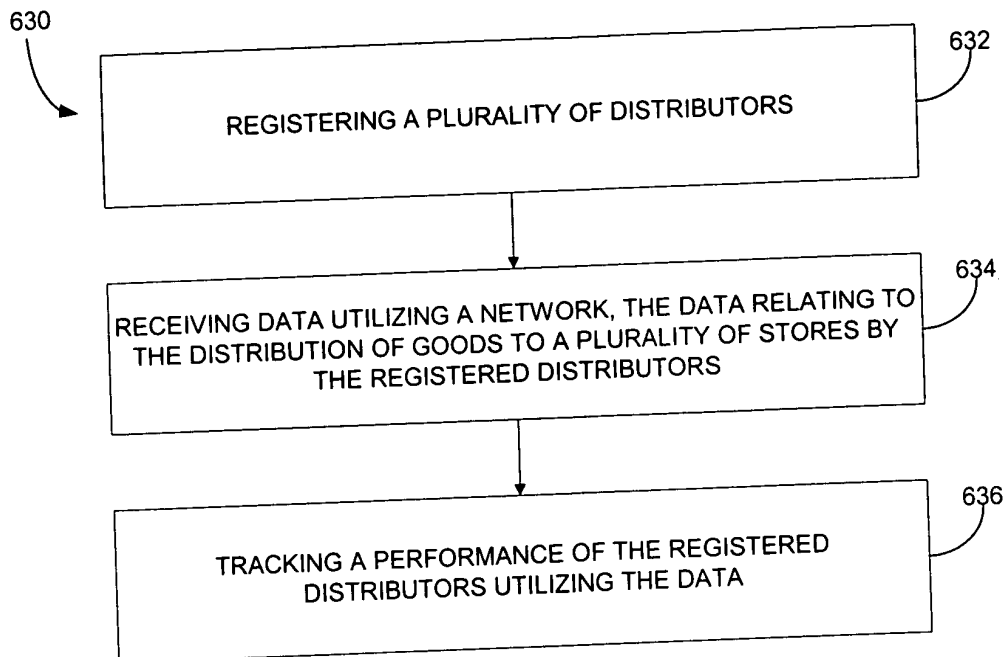 630
632
REGISTERING A PLURALITY OF DISTRIBUTORS
634
RECEIVING DATA UTILIZING A NETWORK, THE DATA RELATING TO
THE DISTRIBUTION OF GOODS TO A PLURALITY OF STORES BY
THE REGISTERED DISTRIBUTORS
636
TRACKING A PERFORMANCE OF THE REGISTERED
DISTRIBUTORS UTILIZING THE DATA